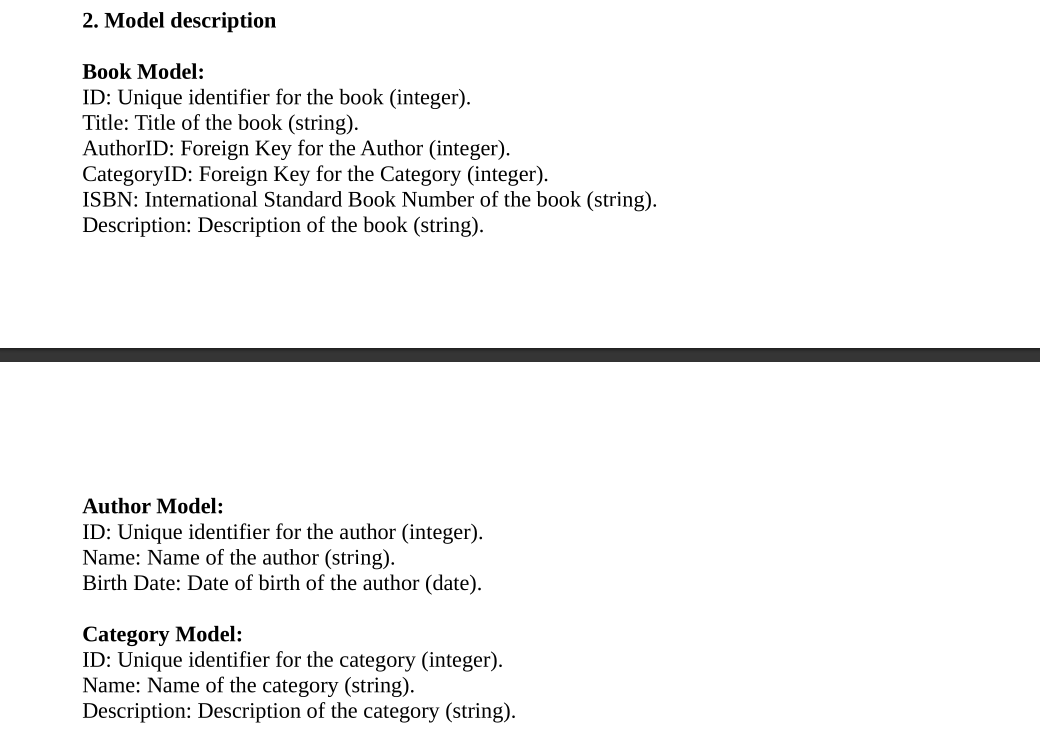 2. Model description
Book Model:
ID: Unique identifier for the book (integer).
Title: Title of the book (string).
AuthorID: Foreign Key for the Author (integer).
CategoryID: Foreign Key for the Category (integer).
ISBN: International Standard Book Number of the book (string).
Description: Description of the book (string).
Author Model:
ID: Unique identifier for the author (integer).
Name: Name of the author (string).
Birth Date: Date of birth of the author (date).
Category Model:
ID: Unique identifier for the category (integer).
Name: Name of the category (string).
Description: Description of the category (string).